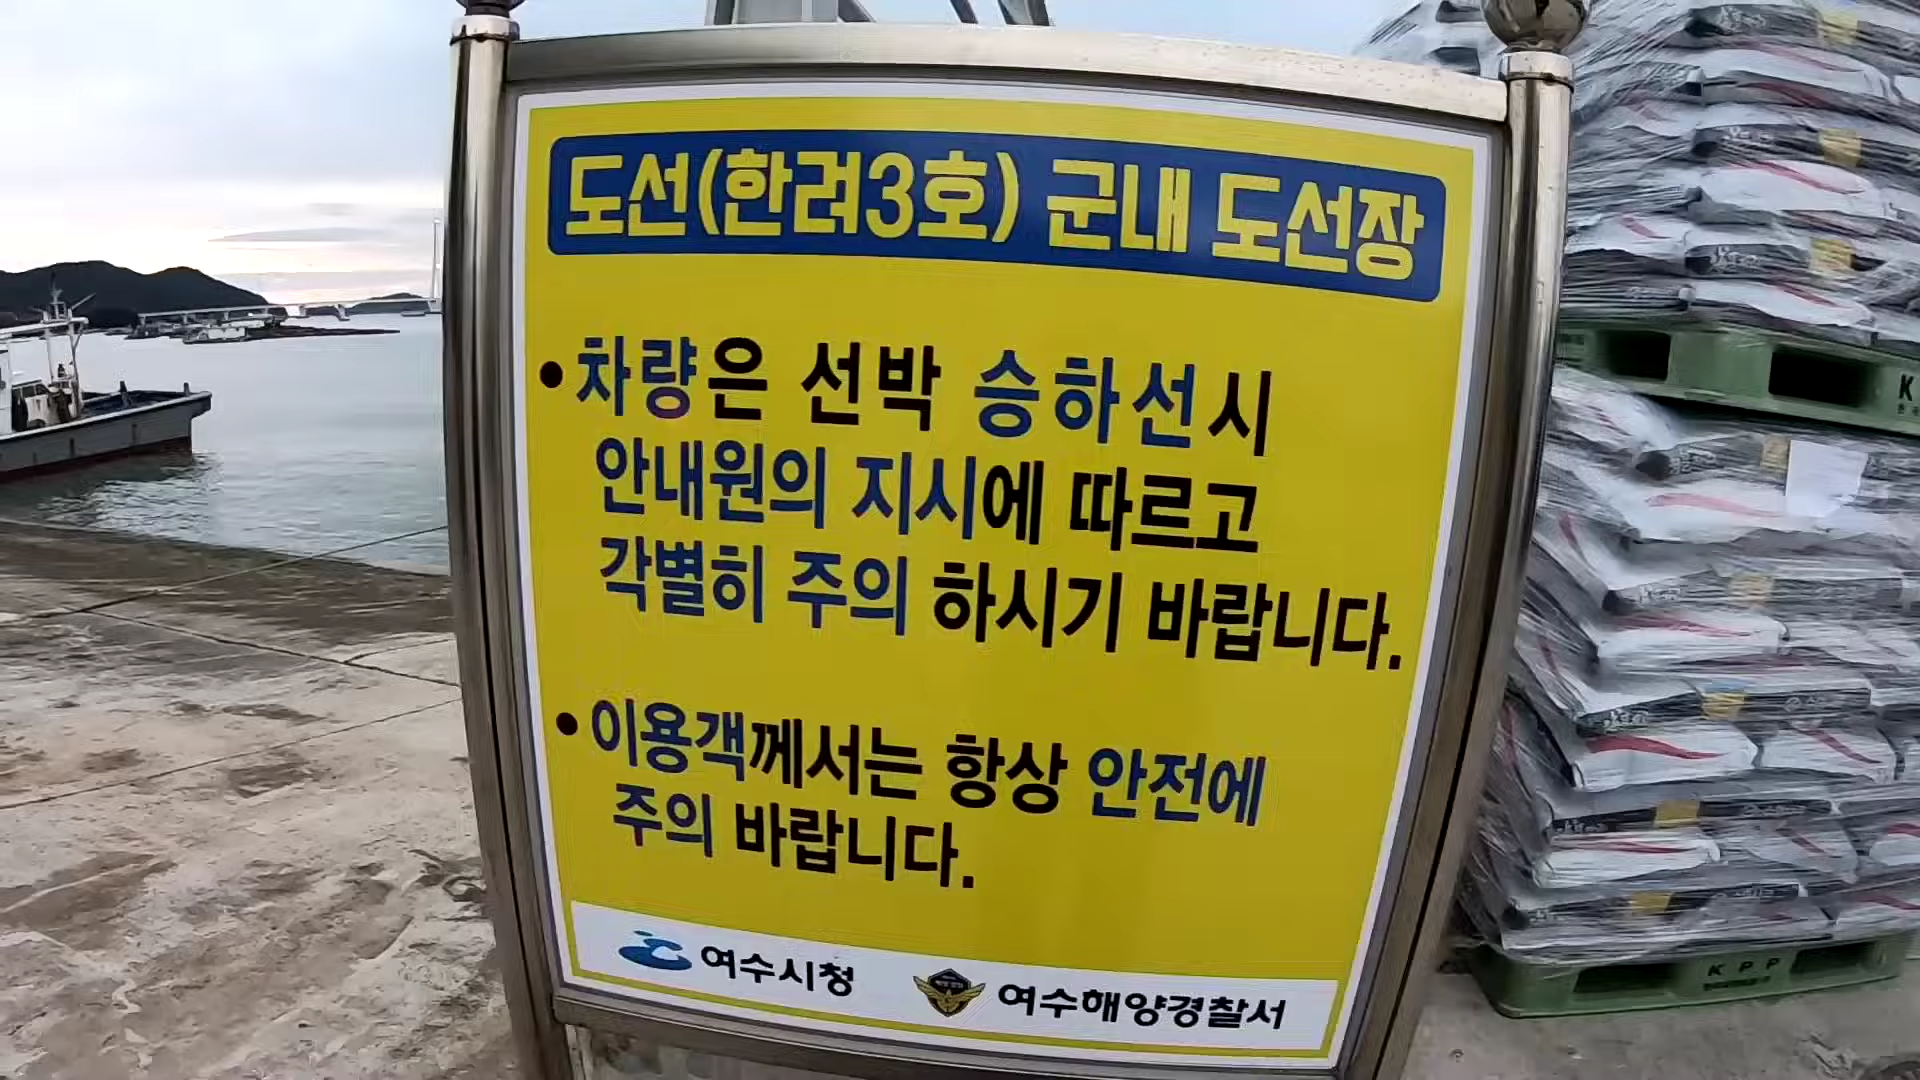 도선(한려3호) 군내 도선장
•차량은 선박 승하선시
안내원의 지시에 따르고
각별히 주의 하시기 바랍니다.
•이용객께서는 항상 안전에
주의 바랍니다.
여수시청
여수해양경찰서
K P P